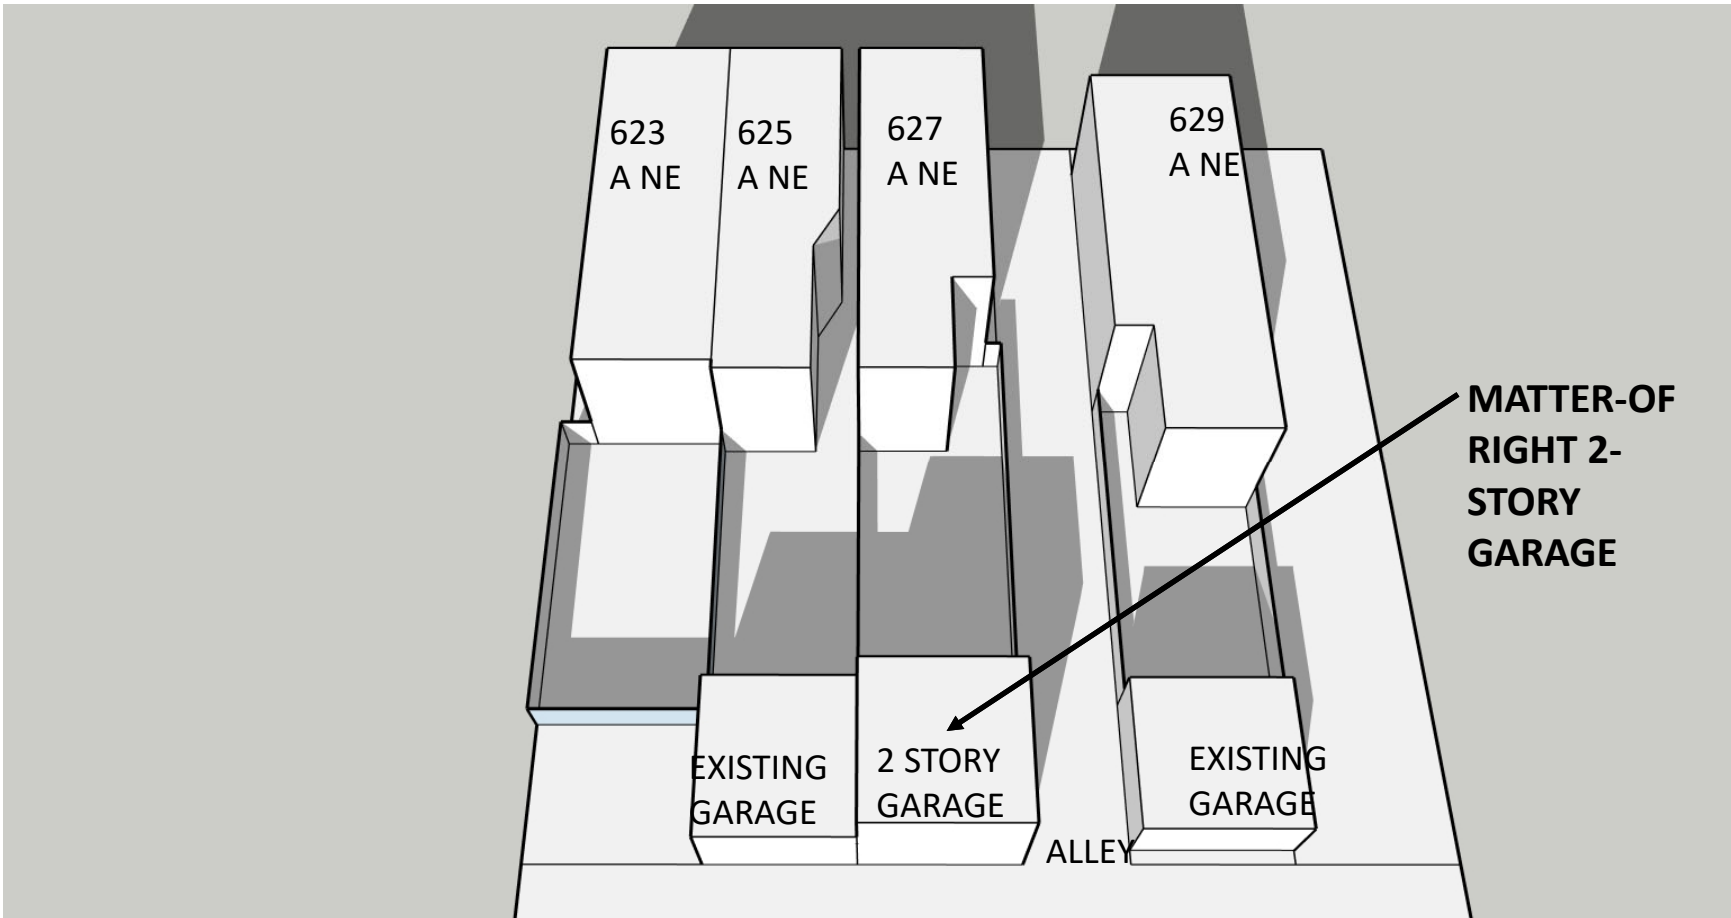 623
A NE
625
A NE
627
A NE
629
A NE
MATTER-OF
RIGHT 2-
STORY
GARAGE
EXISTING
GARAGE
2 STORY
GARAGE
EXISTING
GARAGE
ALLEY